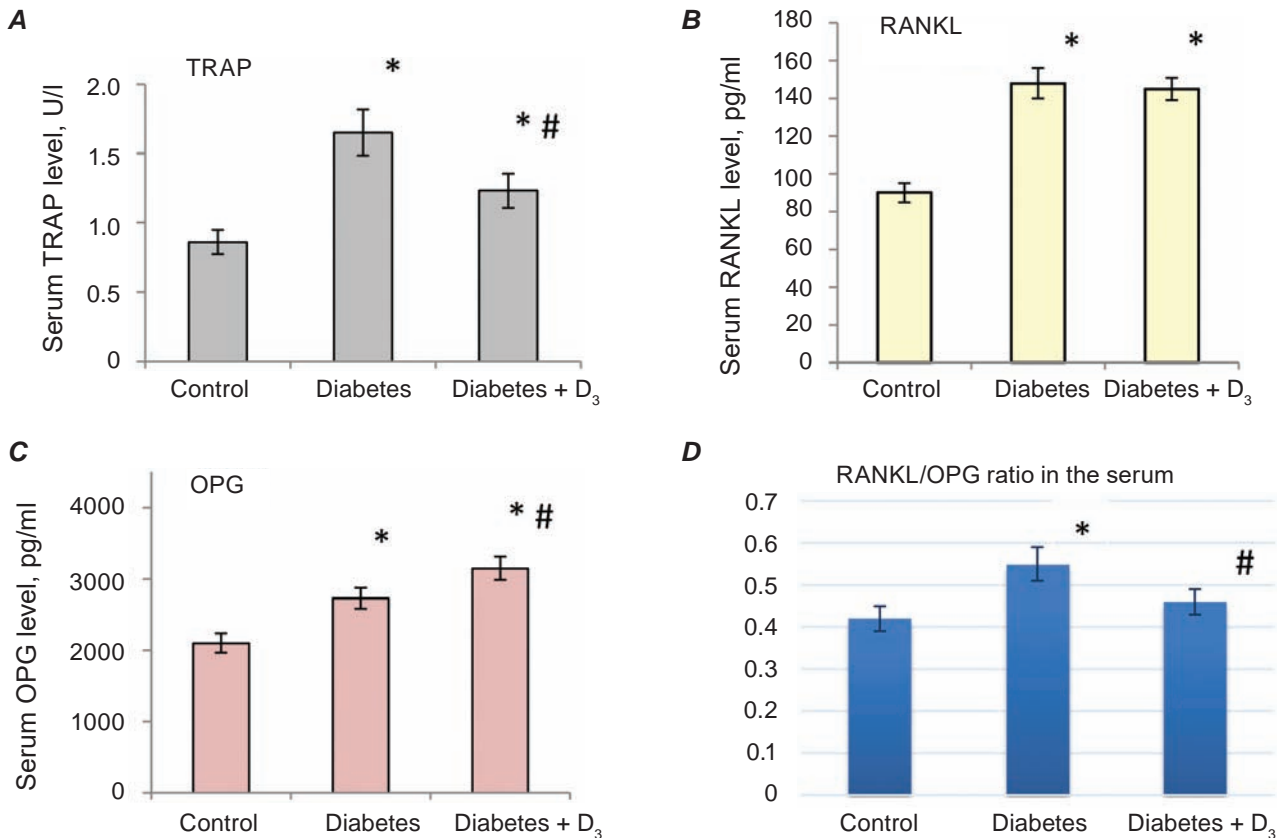 A
TRAP
Serum TRAP level, U/l
2.0
1.5
1.0
0.5
0
*
* #
Control Diabetes Diabetes + D₃
B
RANKL
Serum RANKL level, pg/ml
180
160
140
120
100
80
60
40
20
0
*
*
Control Diabetes Diabetes + D₃
C
OPG
Serum OPG level, pg/ml
4000
3000
2000
1000
0
*
* #
Control Diabetes Diabetes + D₃
D
RANKL/OPG ratio in the serum
0.7
0.6
0.5
0.4
0.3
0.2
0.1
0
*
#
Control Diabetes Diabetes + D₃